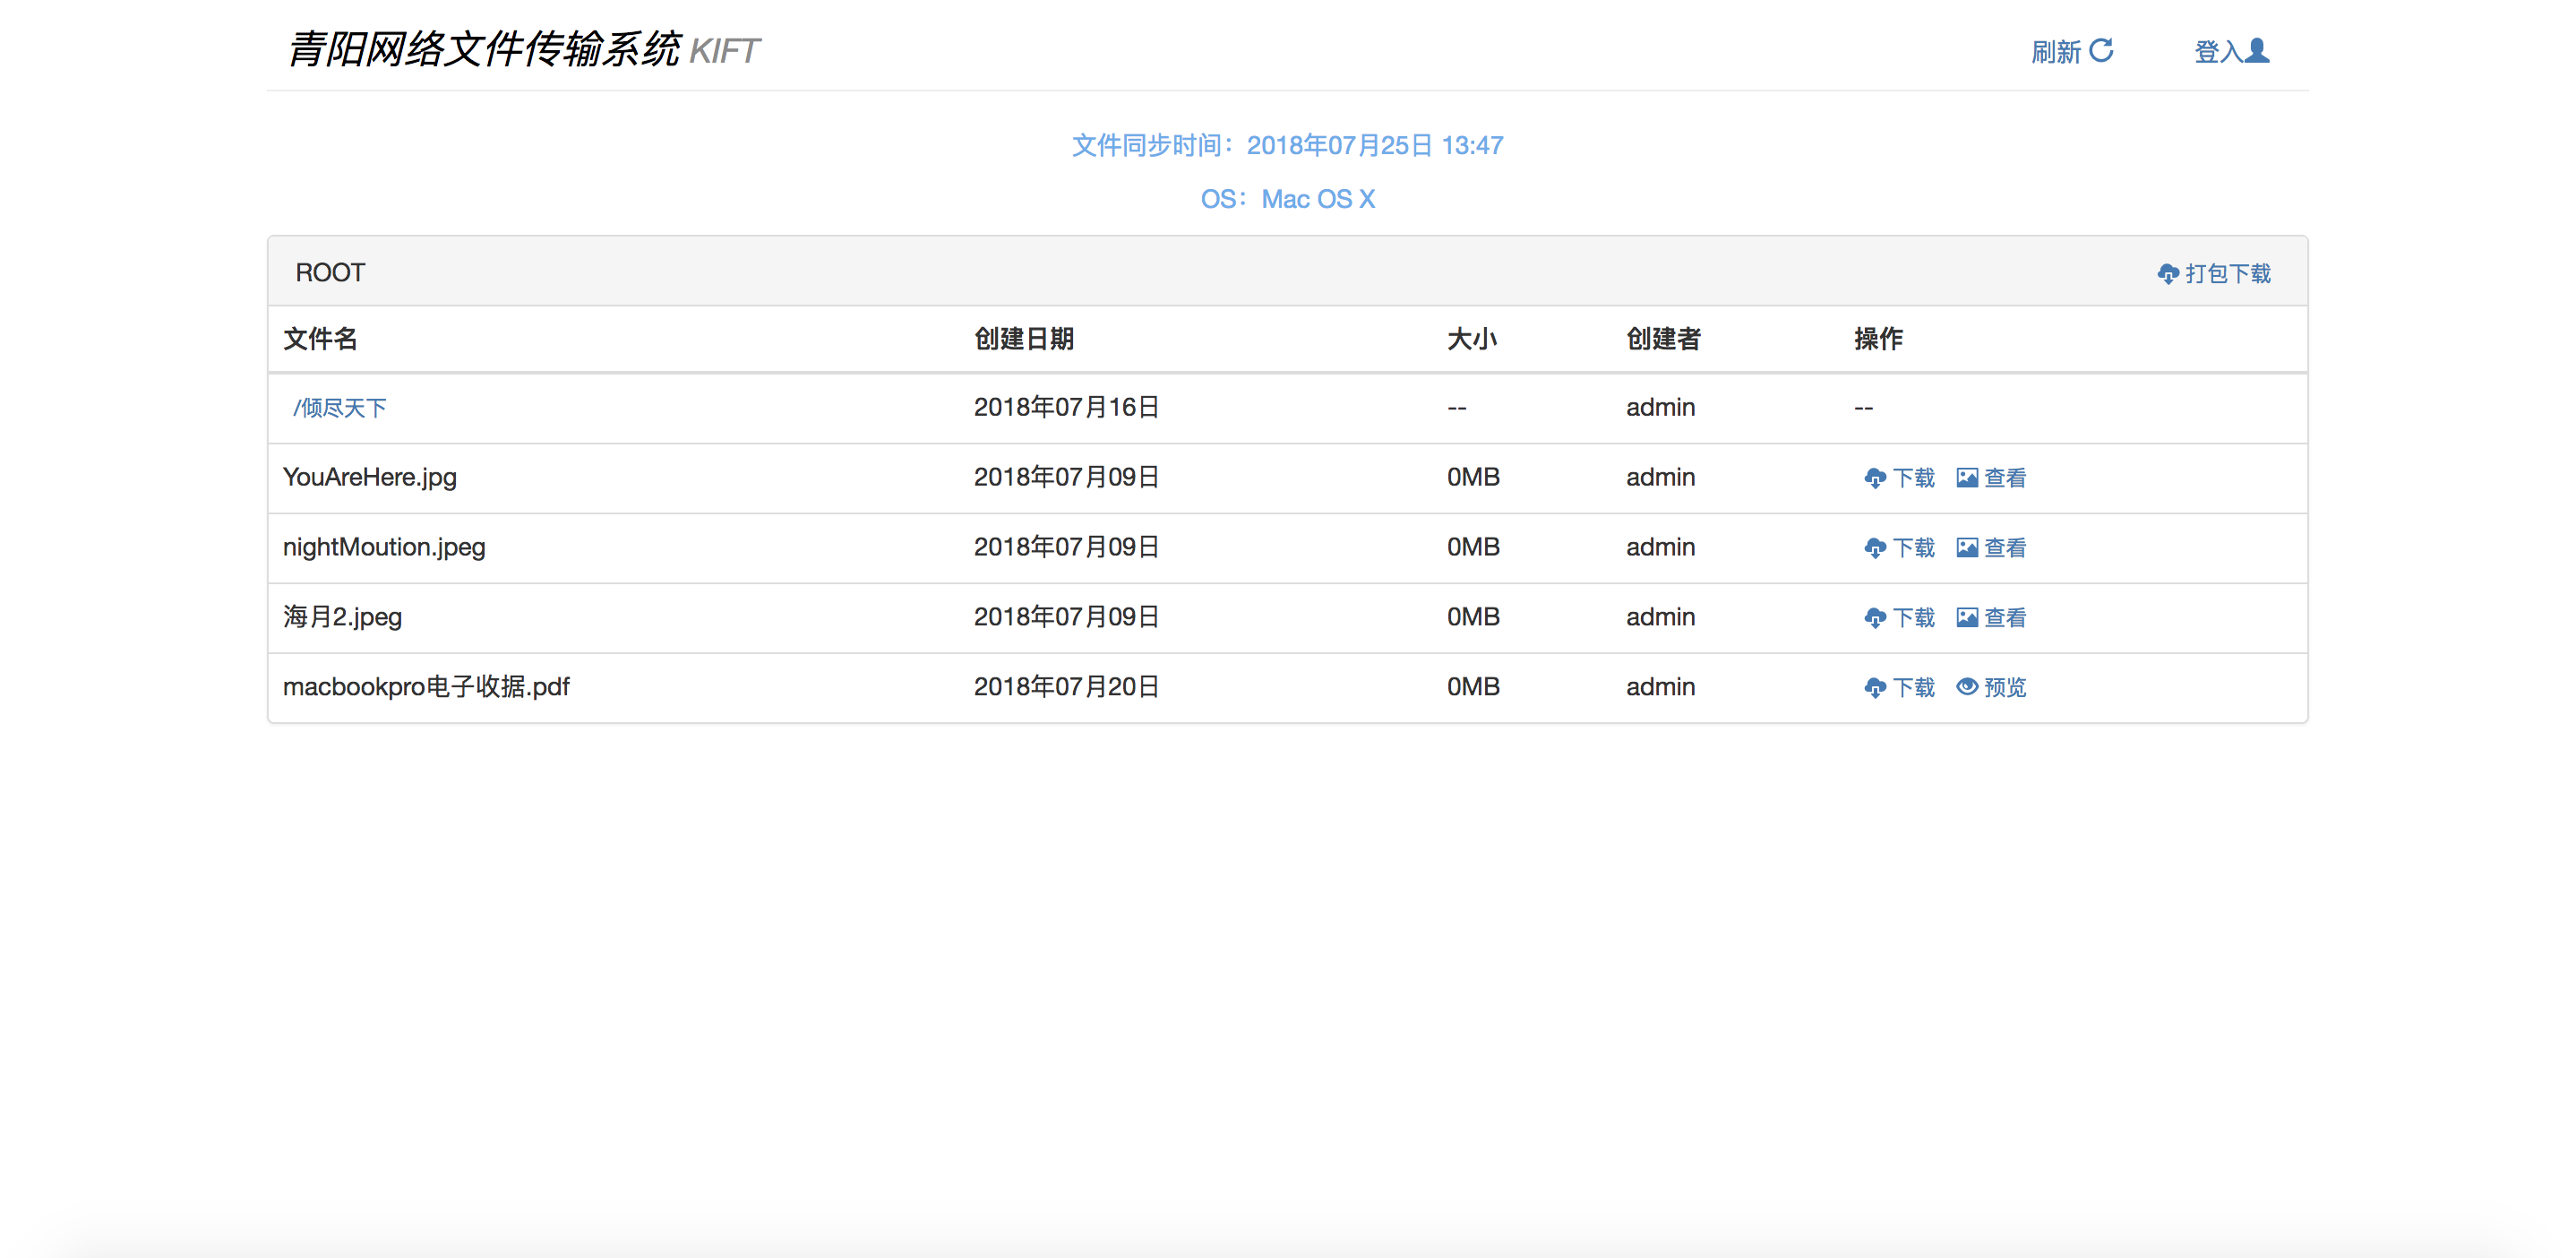 青阳网络文件传输系统 KIFT
刷新 登入
文件同步时间：2018年07月25日 13:47
OS：Mac OS X
ROOT 打包下载
文件名 创建日期 大小 创建者 操作
/倾尽天下 2018年07月16日 -- admin --
YouAreHere.jpg 2018年07月09日 0MB admin 下载 查看
nightMoution.jpeg 2018年07月09日 0MB admin 下载 查看
海月2.jpeg 2018年07月09日 0MB admin 下载 查看
macbookpro电子收据.pdf 2018年07月20日 0MB admin 下载 预览